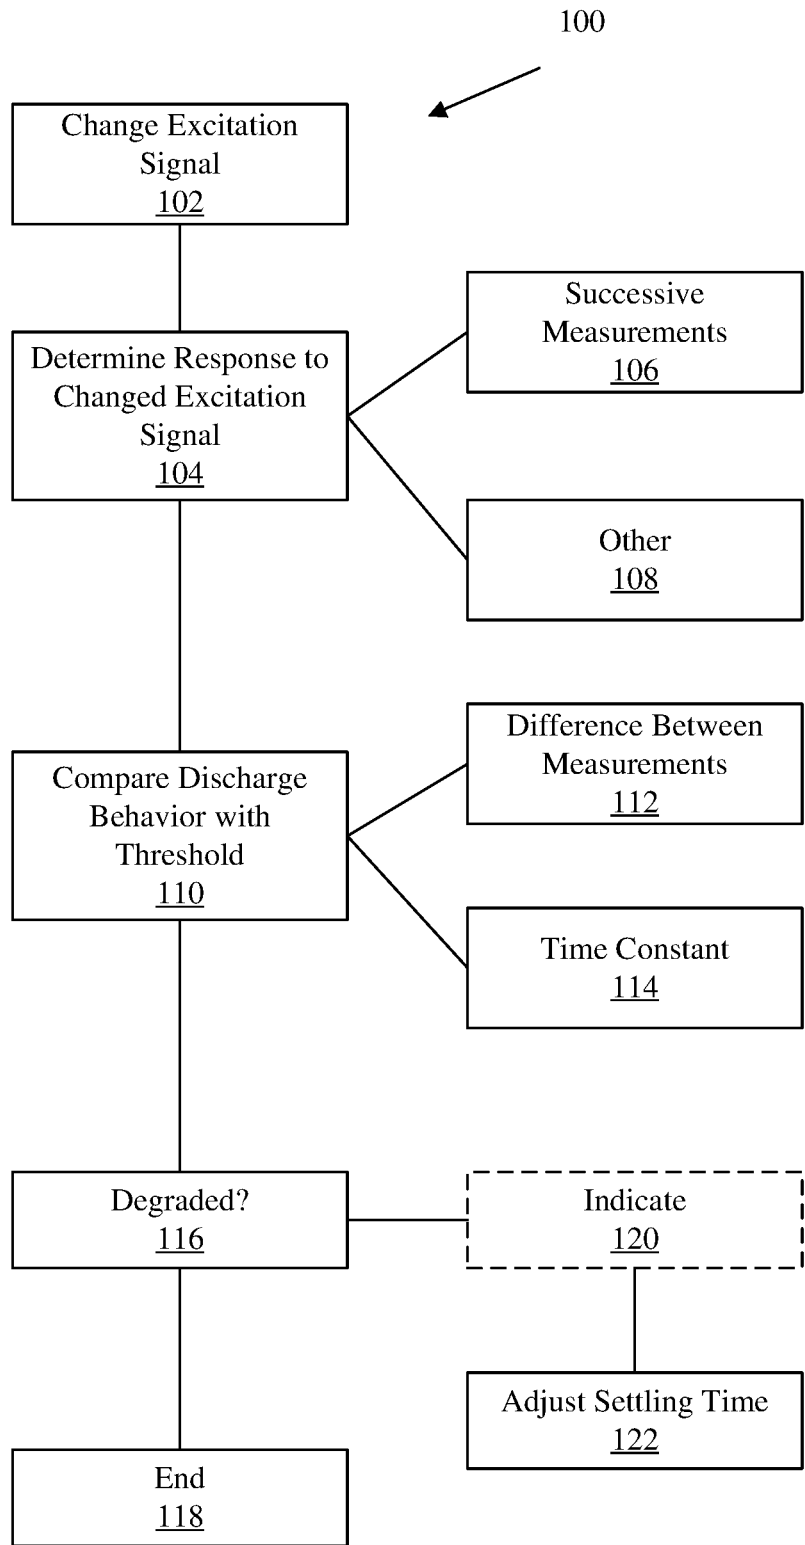 100
Change Excitation
Signal
102
Determine Response to
Changed Excitation
Signal
104
Successive
Measurements
106
Other
108
Compare Discharge
Behavior with
Threshold
110
Difference Between
Measurements
112
Time Constant
114
Degraded?
116
Indicate
120
Adjust Settling Time
122
End
118